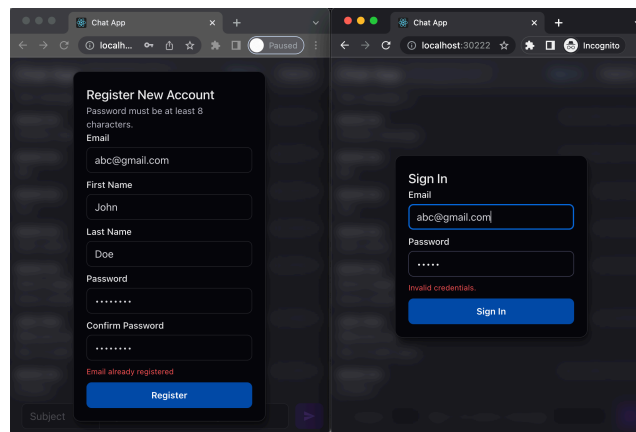 Chat App
localh...
Paused
Register New Account
Password must be at least 8
characters.
Email
abc@gmail.com
First Name
John
Last Name
Doe
Password
••••••••
Confirm Password
••••••••
Email already registered
Register
Subject
Chat App
localhost:30222
Incognito
Sign In
Email
abc@gmail.com
Password
•••••
Invalid credentials.
Sign In